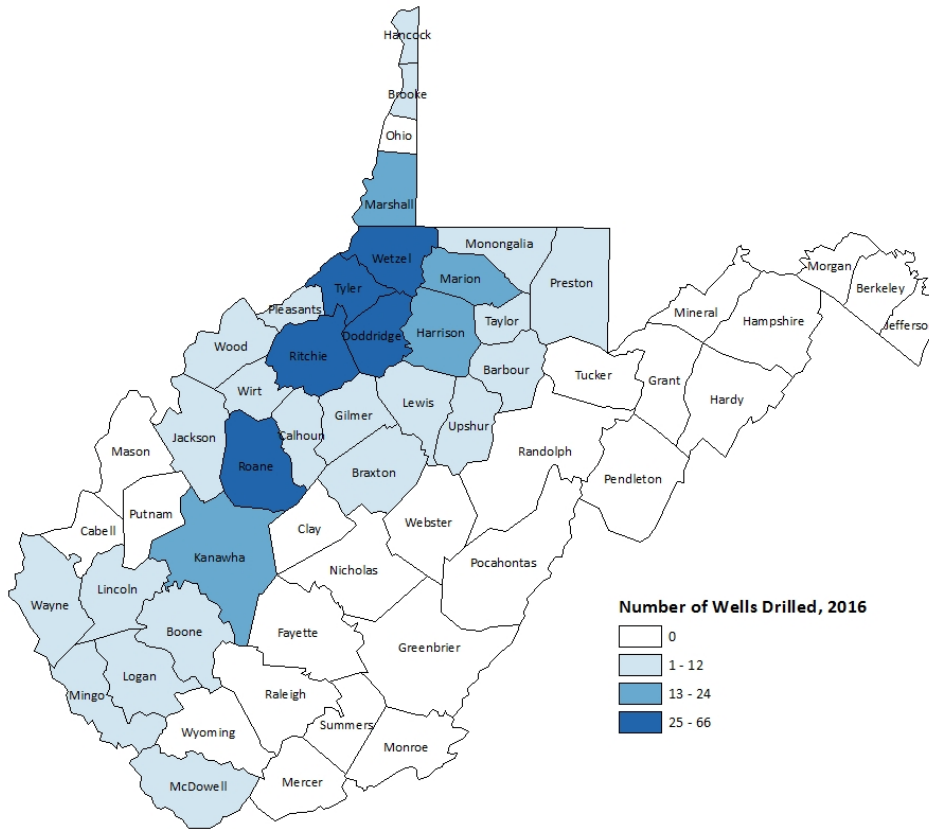 Hancock
Brooke
Ohio
Marshall
Wetzel
Monongalia
Marion
Preston
Tyler
Pleasants
Doddridge
Harrison
Taylor
Ritchie
Wood
Barbour
Wirt
Lewis
Gilmer
Upshur
Calhoun
Jackson
Roane
Braxton
Mason
Tucker
Grant
Mineral
Hampshire
Morgan
Berkeley
Jefferso
Hardy
Randolph
Pendleton
Putnam
Cabell
Clay
Webster
Kanawha
Nicholas
Pocahontas
Wayne
Lincoln
Boone
Fayette
Greenbrier
Logan
Mingo
Raleigh
Wyoming
Summers
Monroe
McDowell
Mercer
Number of Wells Drilled, 2016
0
1 - 12
13 - 24
25 - 66